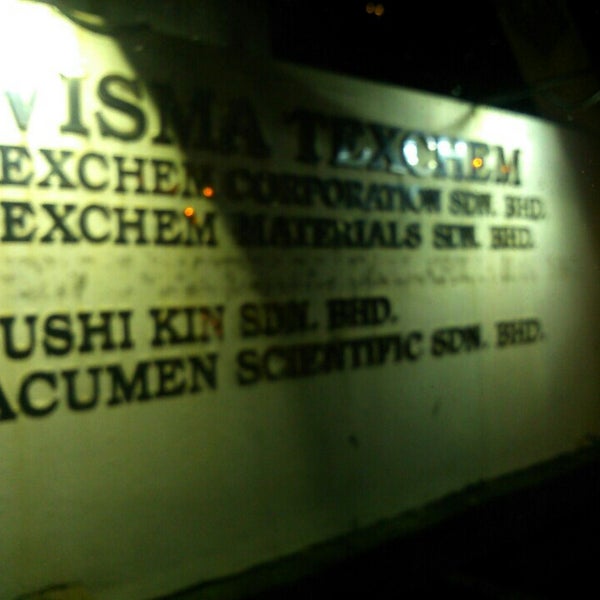 WISMA TEXCHEM
EXCHEM CORPORATION SDN. BHD.
EXCHEM MATERIALS SDN. BHD.
USHI KIN SDN. BHD.
ACUMEN SCIENTIFIC SDN. BHD.